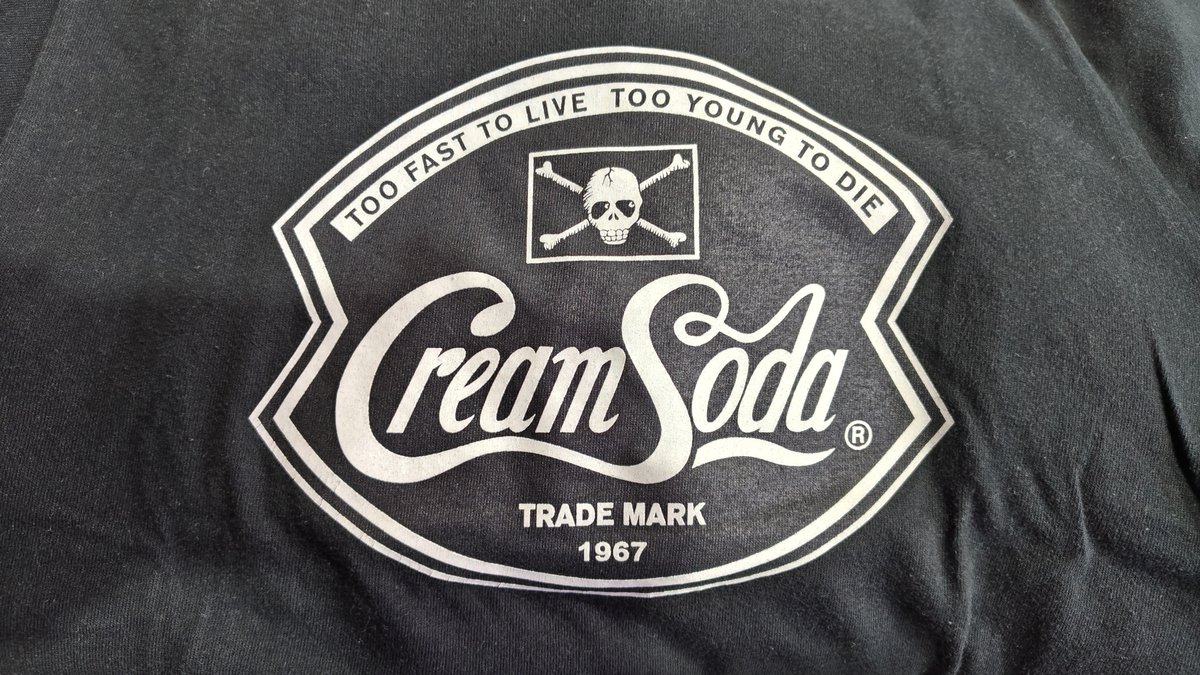 TOO FAST TO LIVE TOO YOUNG TO DIE
Cream Soda ®
TRADE MARK
1967